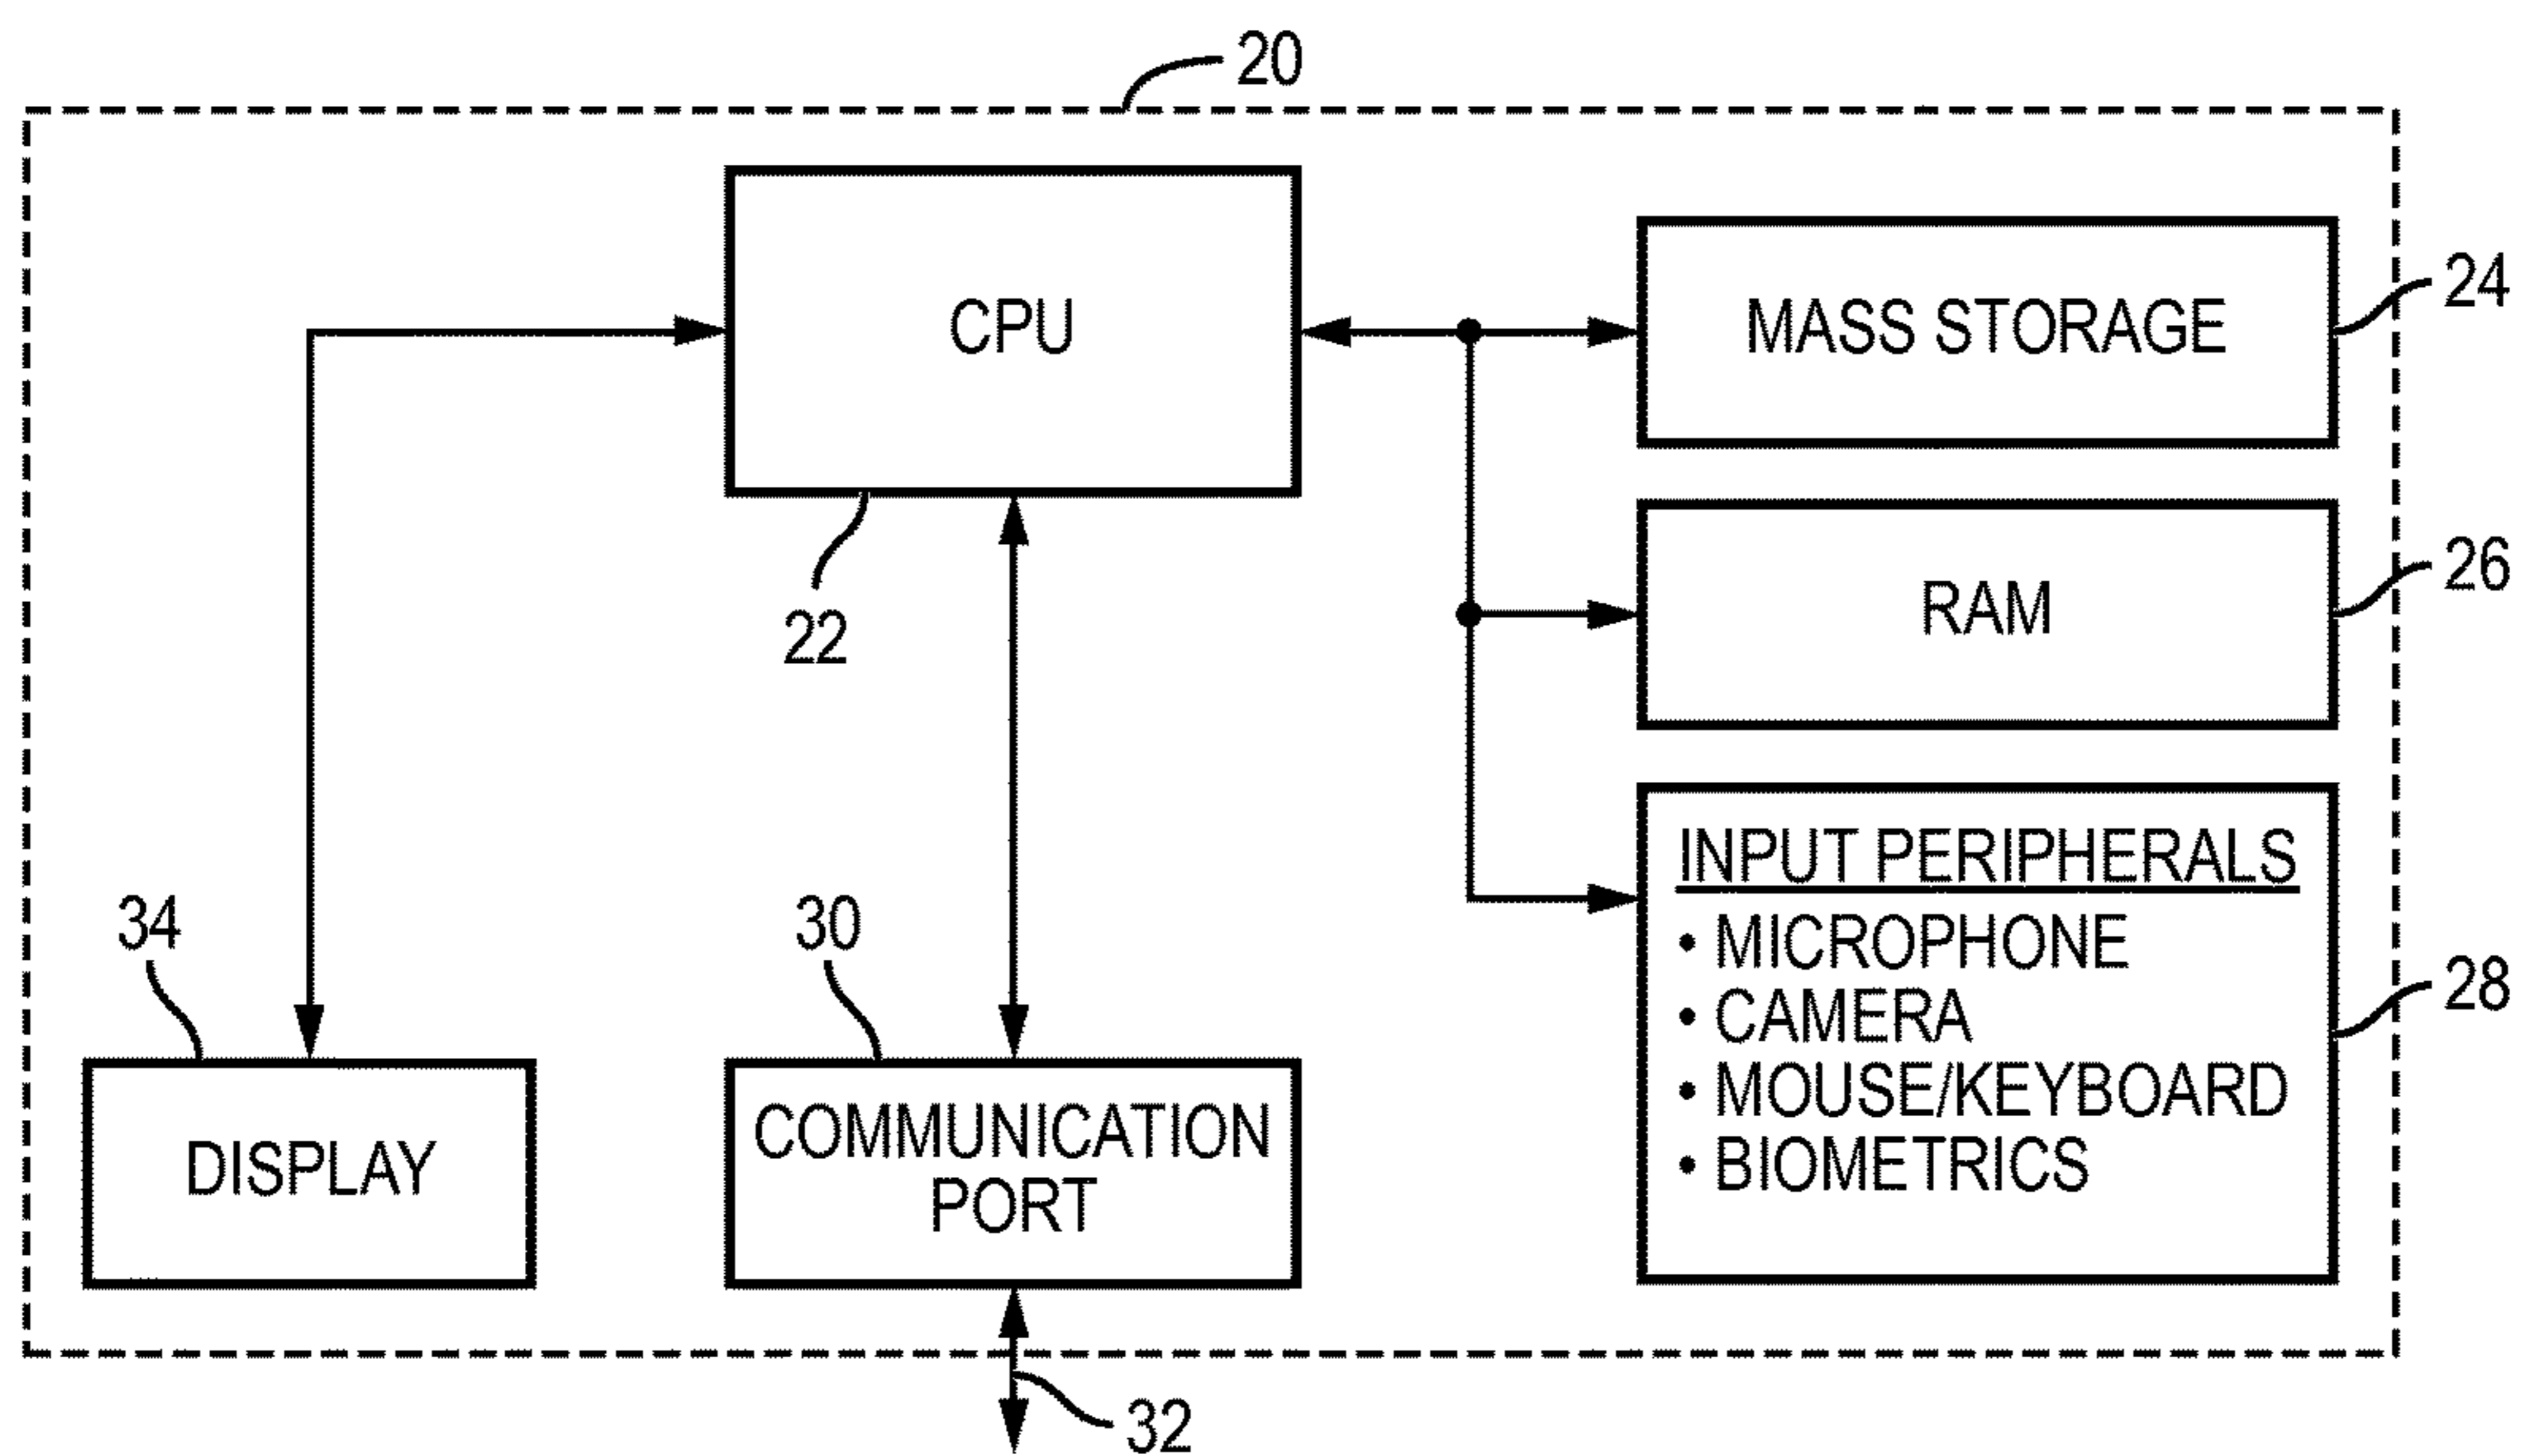 20
CPU
22
MASS STORAGE
24
RAM
26
INPUT PERIPHERALS
• MICROPHONE
• CAMERA
• MOUSE/KEYBOARD
• BIOMETRICS
28
34
DISPLAY
30
COMMUNICATION
PORT
32